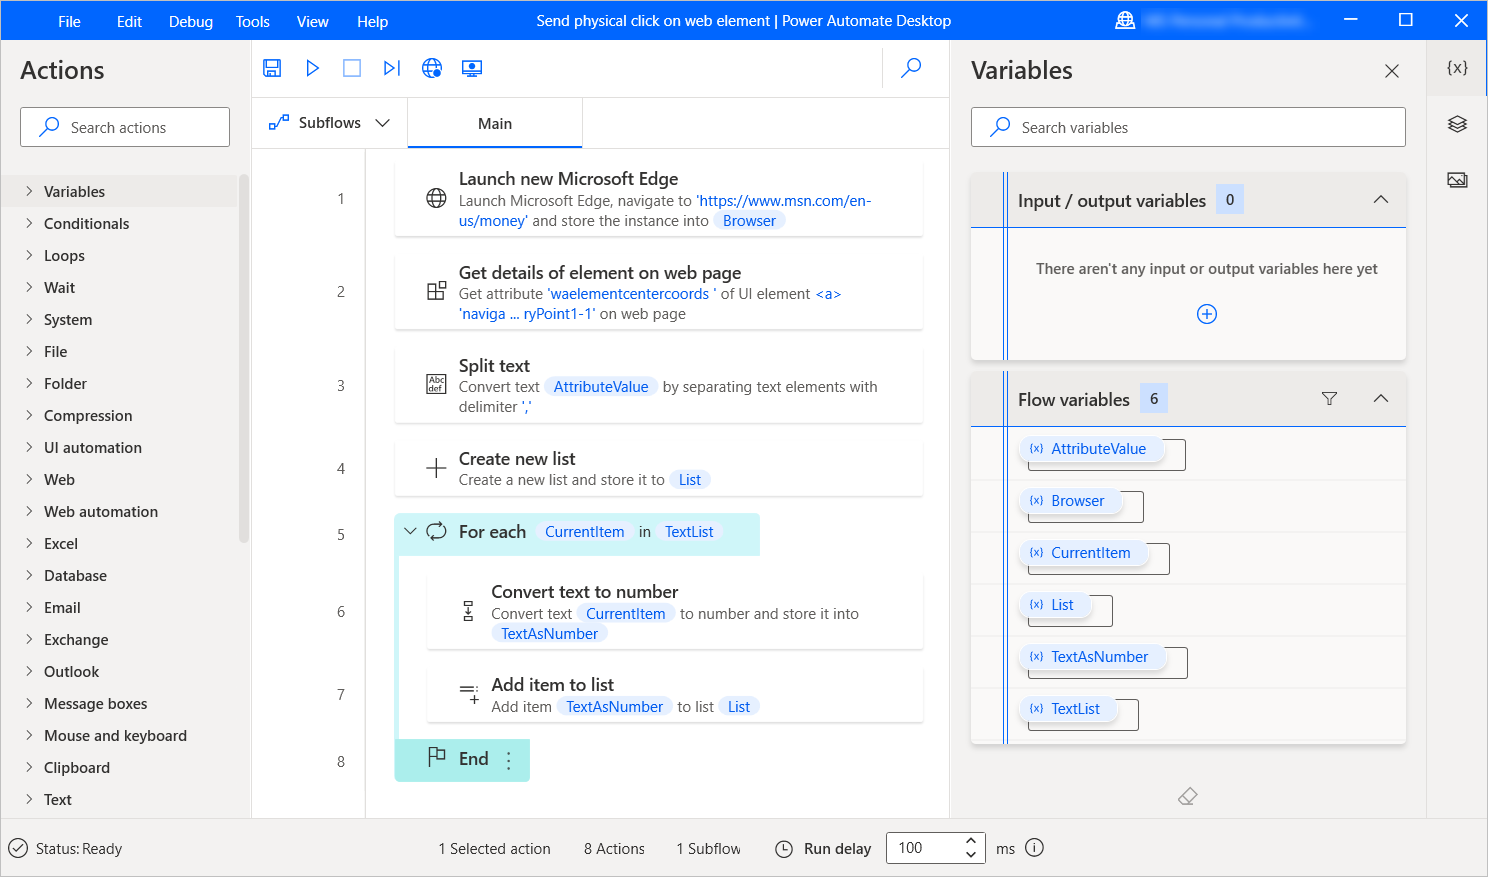 File Edit Debug Tools View Help
Send physical click on web element | Power Automate Desktop
Actions
Search actions
Variables
Conditionals
Loops
Wait
System
File
Folder
Compression
UI automation
Web
Web automation
Excel
Database
Email
Exchange
Outlook
Message boxes
Mouse and keyboard
Clipboard
Text
Subflows
Main
1
Launch new Microsoft Edge
Launch Microsoft Edge, navigate to 'https://www.msn.com/en-
us/money' and store the instance into Browser
2
Get details of element on web page
Get attribute 'waelementcentercoords ' of UI element <a>
'naviga ... ryPoint1-1' on web page
3
Split text
Abc
def
Convert text AttributeValue by separating text elements with
delimiter ','
4
Create new list
Create a new list and store it to List
5
For each CurrentItem in TextList
6
Convert text to number
Convert text CurrentItem to number and store it into
TextAsNumber
7
Add item to list
Add item TextAsNumber to list List
8
End
Variables
{x}
Search variables
Input / output variables 0
There aren't any input or output variables here yet
Flow variables 6
{x} AttributeValue
{x} Browser
{x} CurrentItem
{x} List
{x} TextAsNumber
{x} TextList
Status: Ready
1 Selected action
8 Actions
1 Subflow
Run delay
100
ms